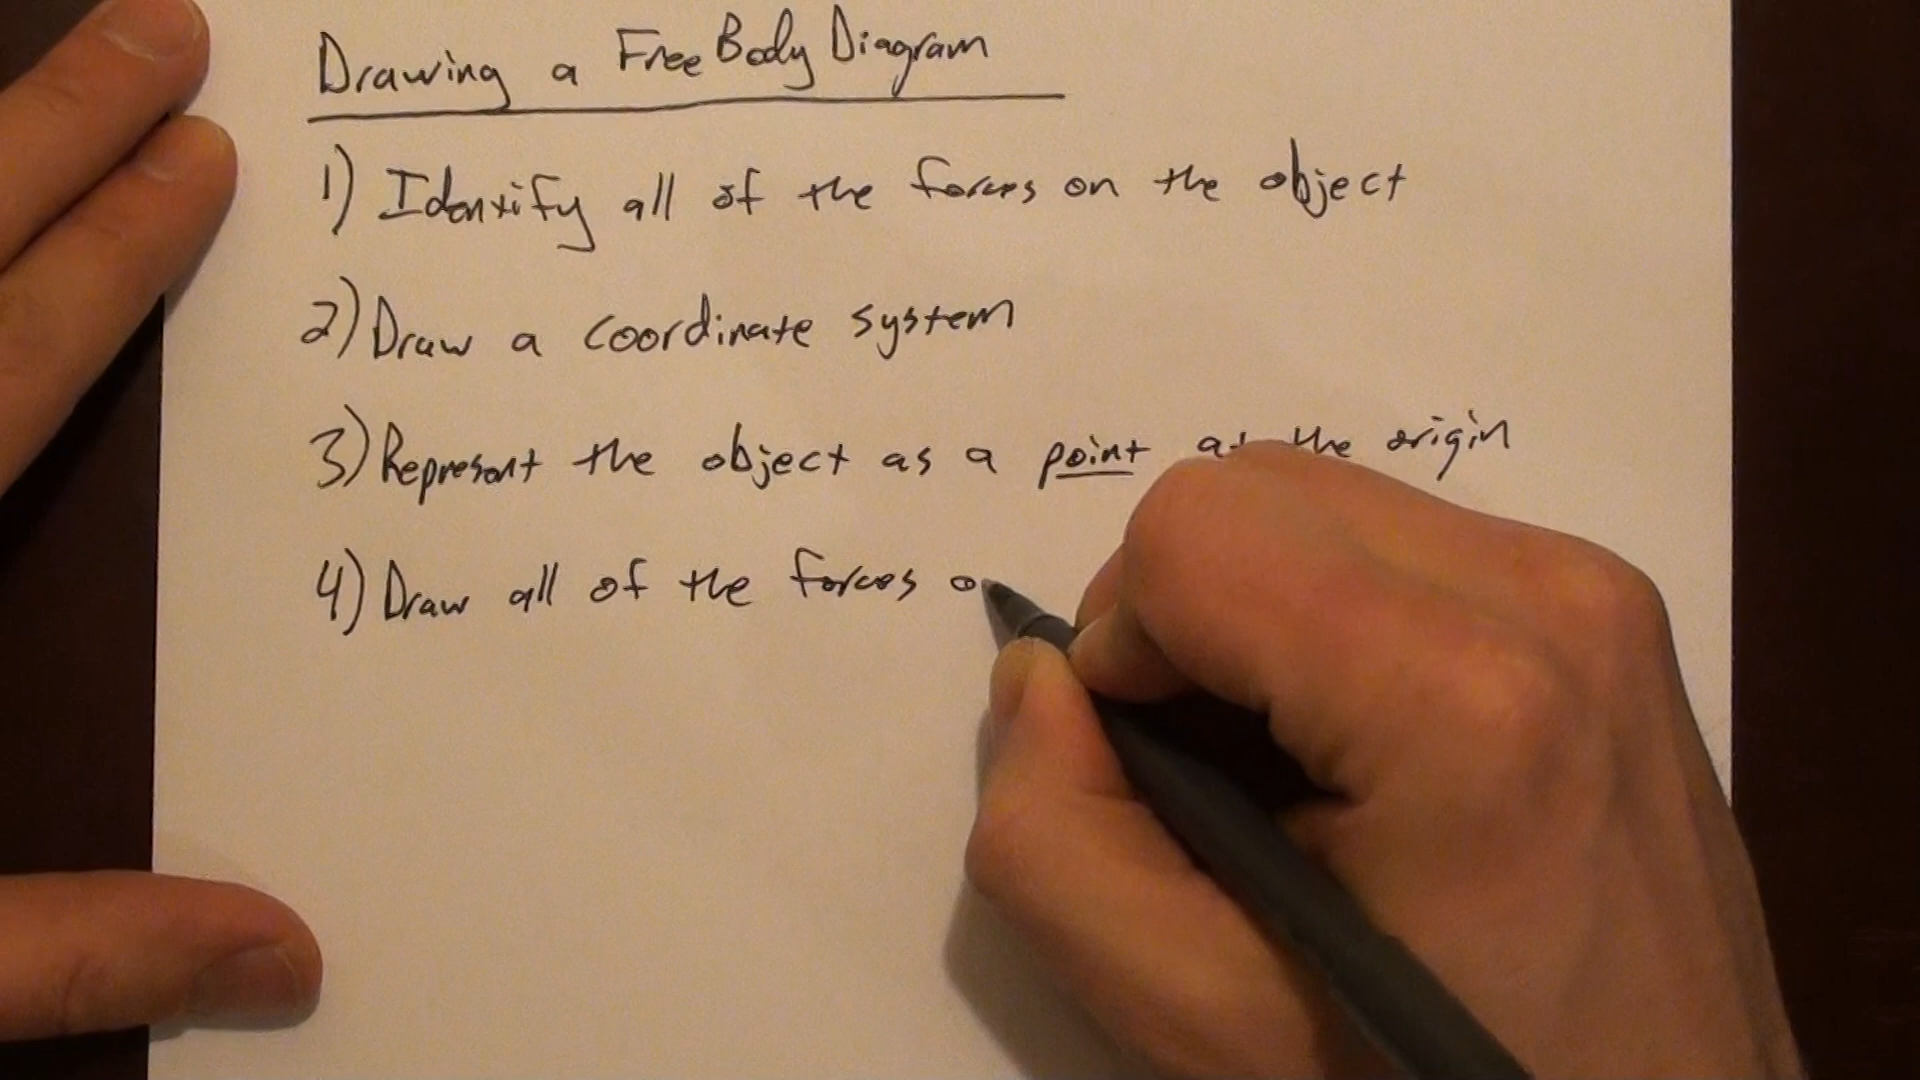 Drawing a Free Body Diagram
1) Identify all of the forces on the object
2) Draw a coordinate system
3) Represent the object as a point at the origin
4) Draw all of the forces o